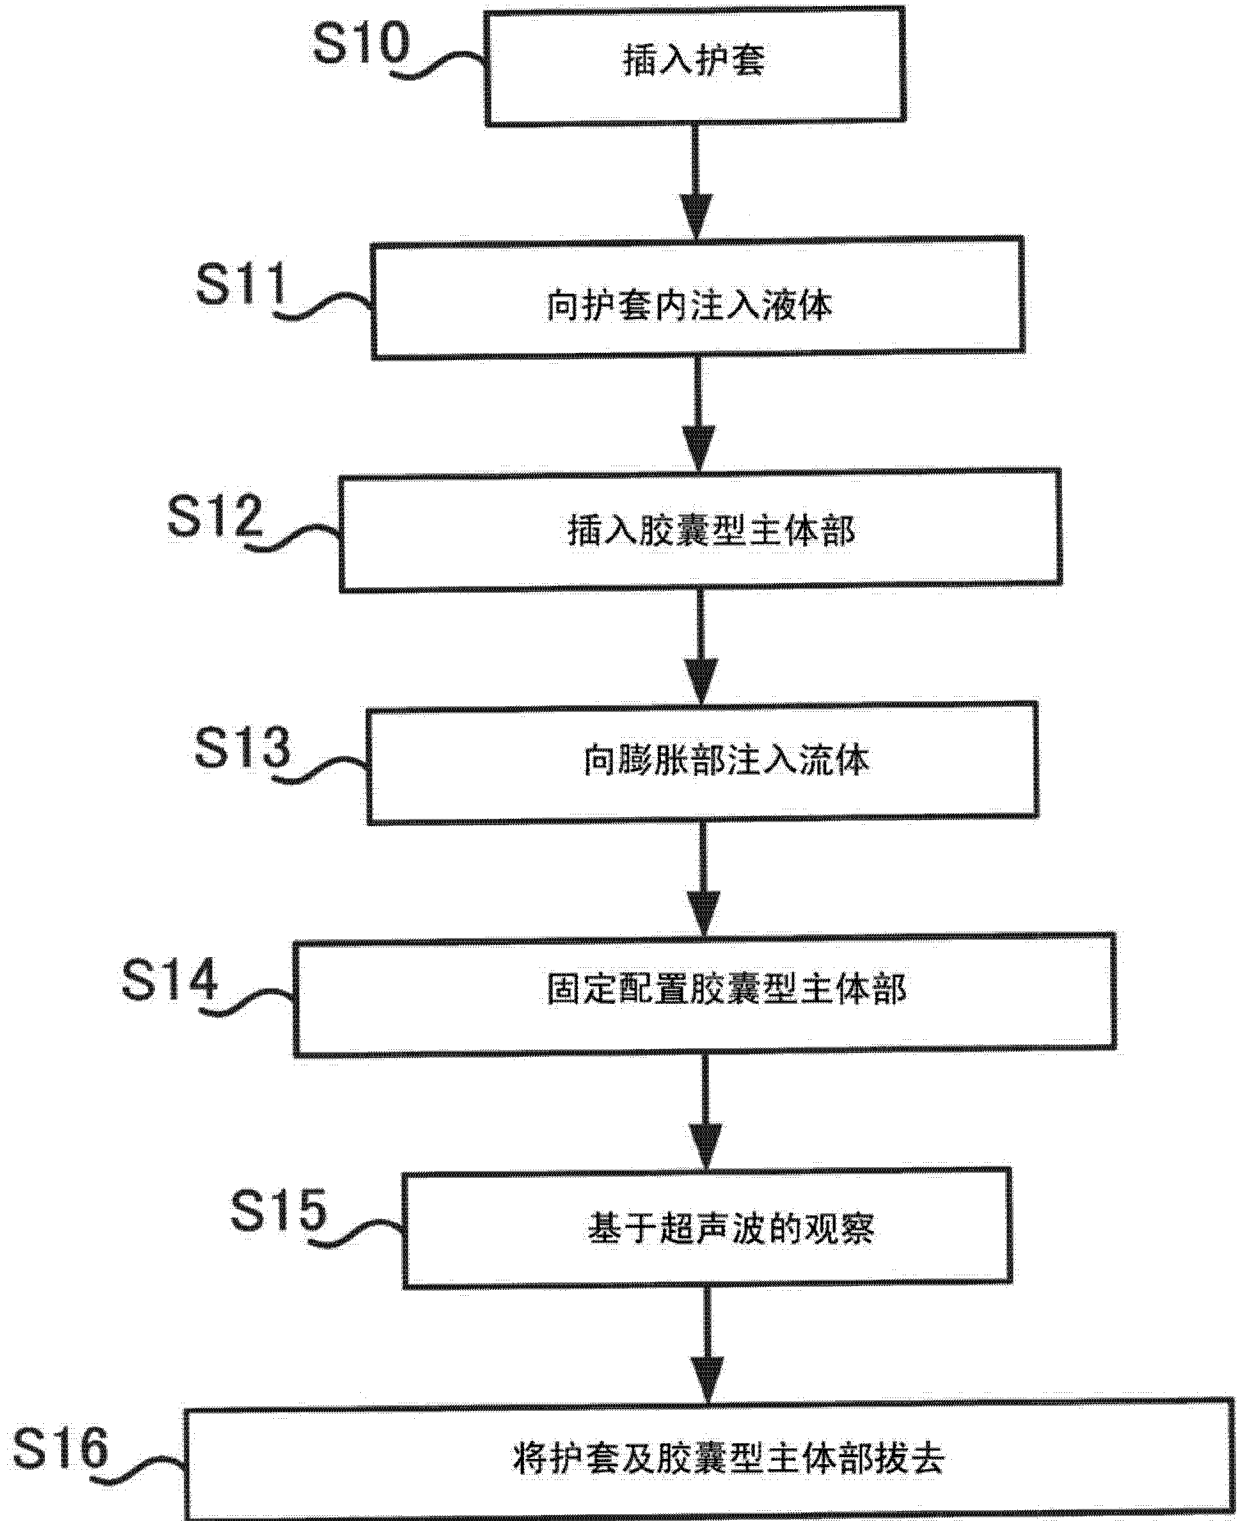 S10 插入护套
S11 向护套内注入液体
S12 插入胶囊型主体部
S13 向膨胀部注入流体
S14 固定配置胶囊型主体部
S15 基于超声波的观察
S16 将护套及胶囊型主体部拔去